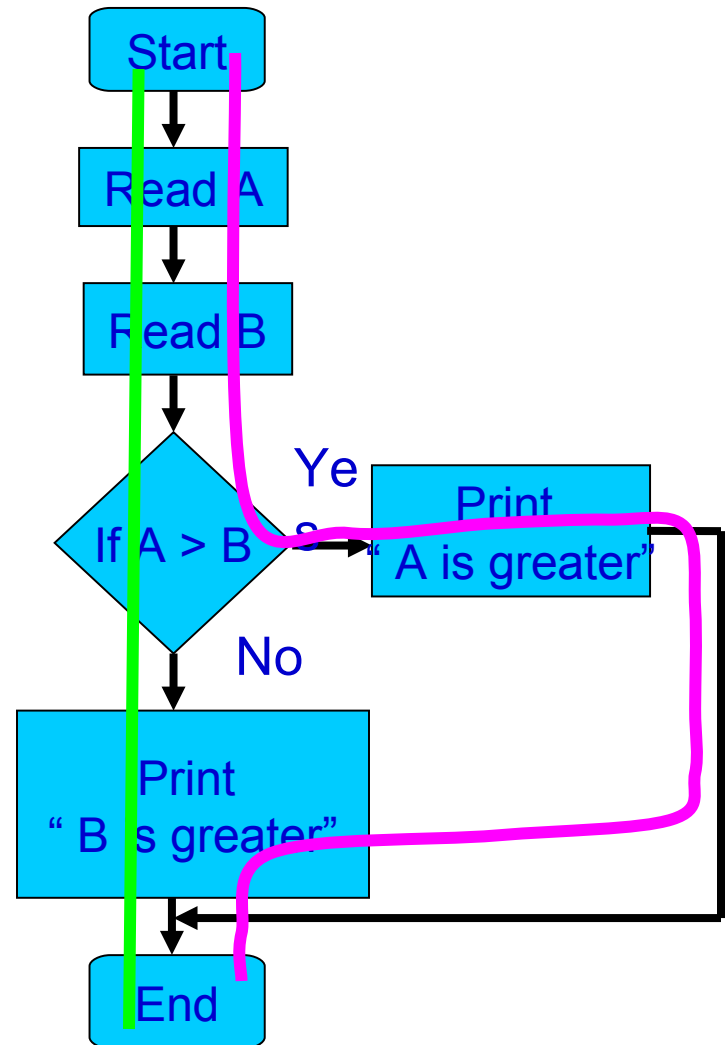 Start
Read A
Read B
If A > B
Ye
s
Print
“ A is greater”
No
Print
“ B is greater”
End